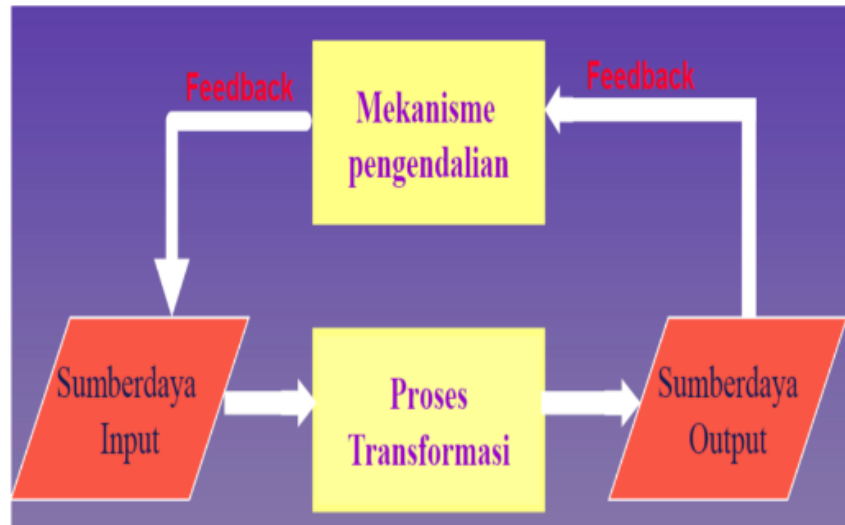 Feedback
Feedback
Mekanisme
pengendalian
Sumberdaya
Input
Proses
Transformasi
Sumberdaya
Output